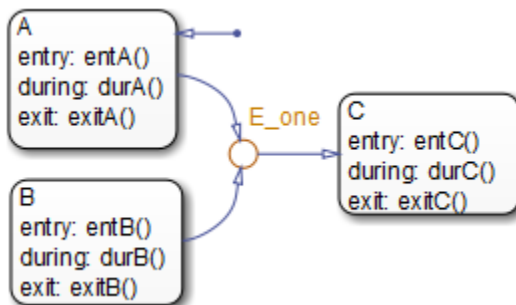 A
entry: entA()
during: durA()
exit: exitA()
E_one
C
entry: entC()
during: durC()
exit: exitC()
B
entry: entB()
during: durB()
exit: exitB()